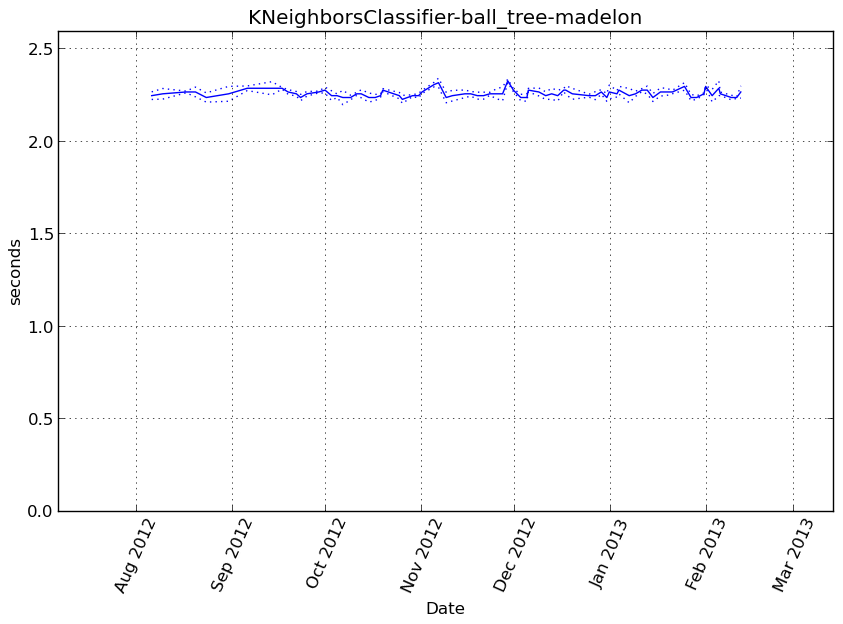 KNeighborsClassifier-ball_tree-madelon
2.5
2.0
1.5
1.0
0.5
0.0
seconds
Aug 2012
Sep 2012
Oct 2012
Nov 2012
Dec 2012
Jan 2013
Feb 2013
Mar 2013
Date